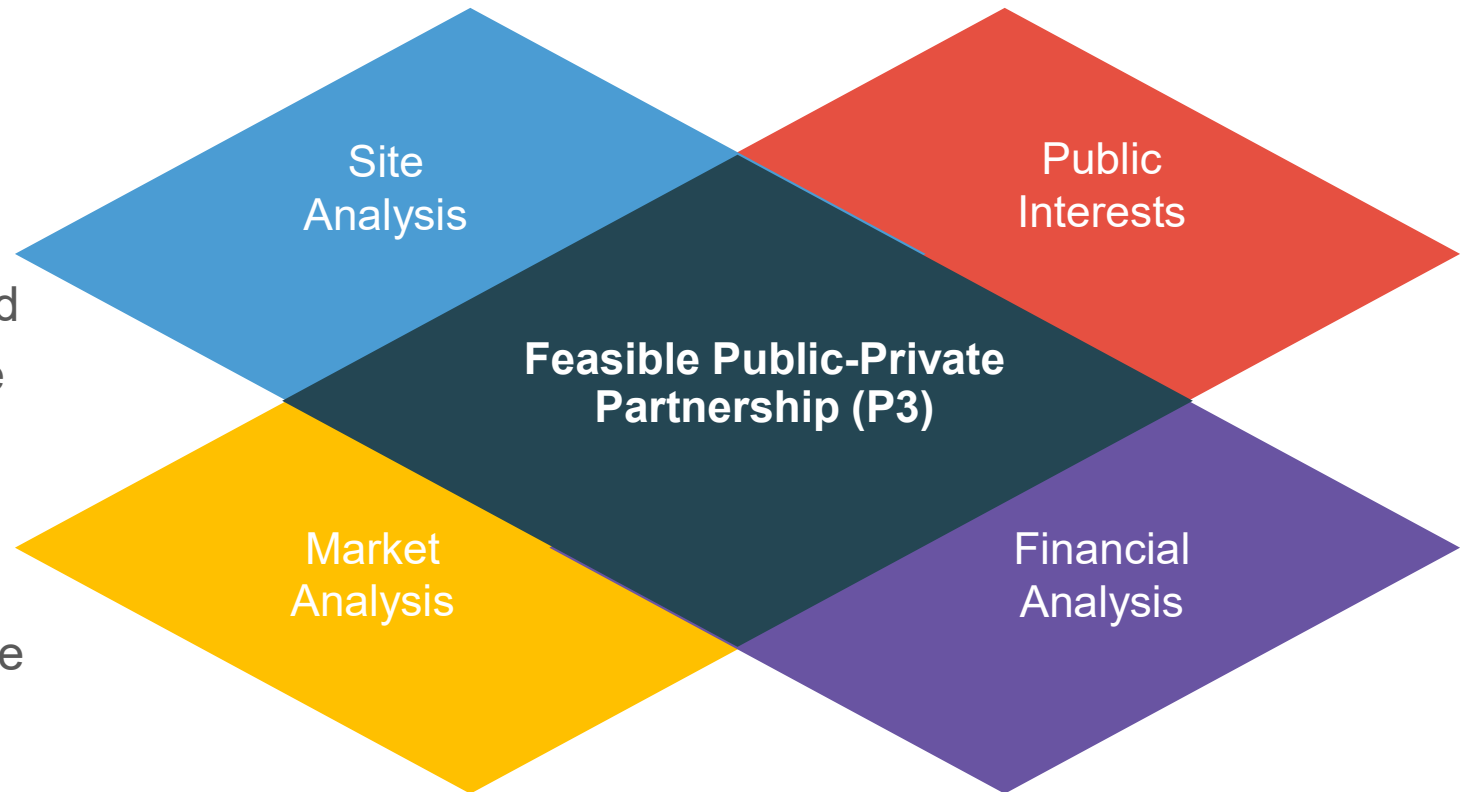 Site
Analysis
Public
Interests
Feasible Public-Private
Partnership (P3)
Market
Analysis
Financial
Analysis